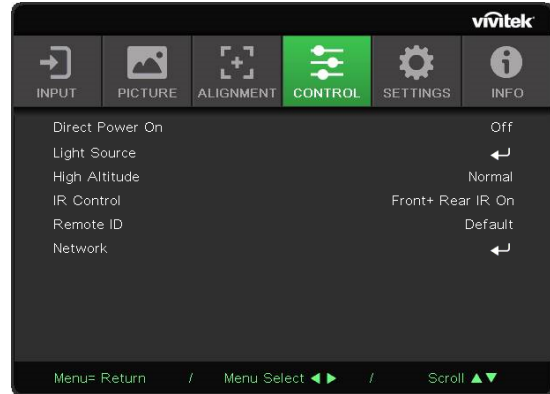 vivitek
INPUT PICTURE ALIGNMENT CONTROL SETTINGS INFO
Direct Power On Off
Light Source
High Altitude Normal
IR Control Front+ Rear IR On
Remote ID Default
Network
Menu= Return / Menu Select ◀ ▶ / Scroll ▲▼